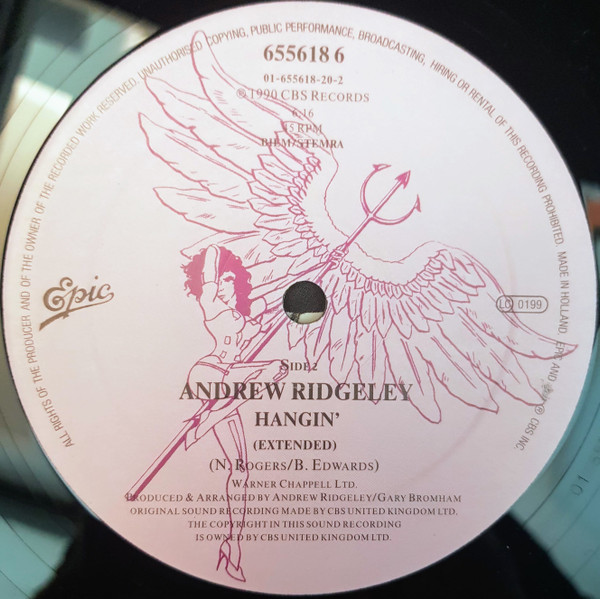 ALL RIGHTS OF THE PRODUCER AND OF THE OWNER OF THE RECORDED WORK RESERVED. UNAUTHORISED COPYING, PUBLIC PERFORMANCE, BROADCASTING, HIRING OR RENTAL OF THIS RECORDING PROHIBITED. MADE IN HOLLAND. EPIC AND ® CBS INC.
655618 6
01-655618-20-2
℗ 1990 CBS RECORDS
6.16
45 RPM
BIEM/STEMRA
Epic
LC 0199
SIDE 2
ANDREW RIDGELEY
HANGIN'
(EXTENDED)
(N. ROGERS/B. EDWARDS)
WARNER CHAPPELL LTD.
PRODUCED & ARRANGED BY ANDREW RIDGELEY/GARY BROMHAM
ORIGINAL SOUND RECORDING MADE BY CBS UNITED KINGDOM LTD.
THE COPYRIGHT IN THIS SOUND RECORDING
IS OWNED BY CBS UNITED KINGDOM LTD.